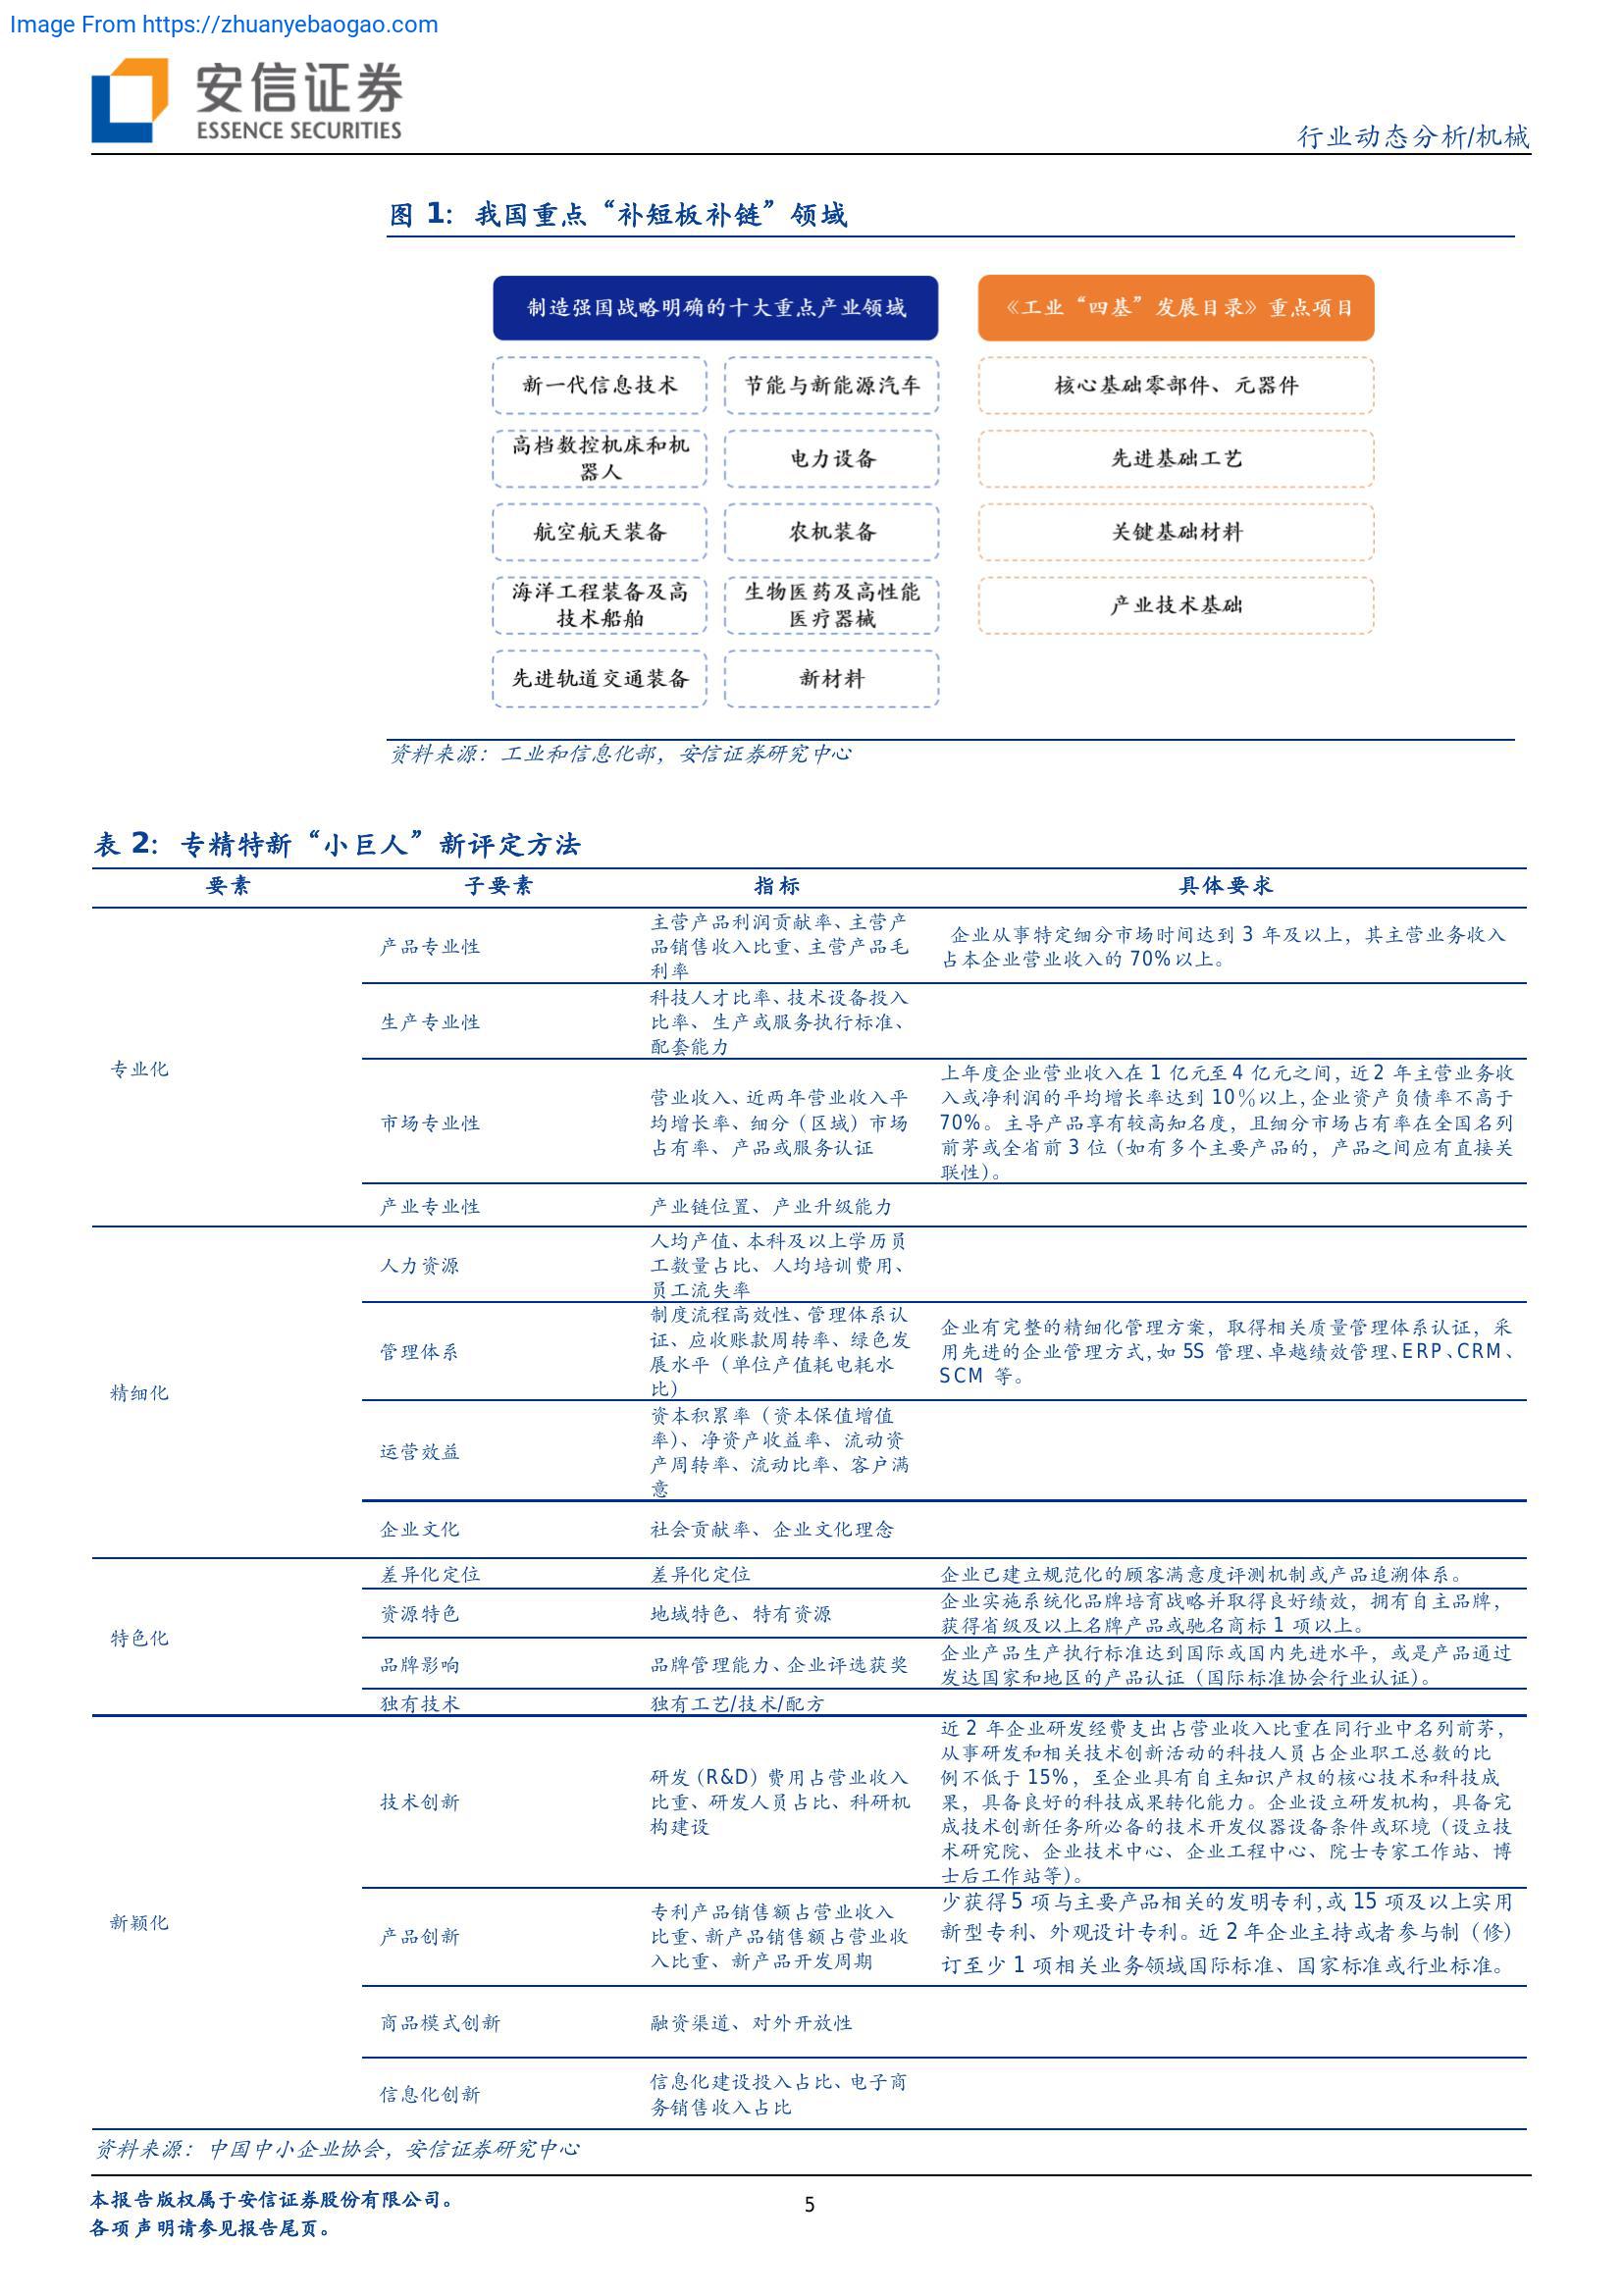 Image From https://zhuanyebaogao.com
安信证券
ESSENCE SECURITIES
行业动态分析/机械
图 1：我国重点“补短板补链”领域
制造强国战略明确的十大重点产业领域
《工业“四基”发展目录》重点项目
新一代信息技术
节能与新能源汽车
核心基础零部件、元器件
高档数控机床和机
器人
电力设备
先进基础工艺
航空航天装备
农机装备
关键基础材料
海洋工程装备及高
技术船舶
生物医药及高性能
医疗器械
产业技术基础
先进轨道交通装备
新材料
资料来源：工业和信息化部，安信证券研究中心
表 2：专精特新“小巨人”新评定方法
要素 子要素 指标 具体要求
专业化
产品专业性
主营产品利润贡献率、主营产
品销售收入比重、主营产品毛
利率
企业从事特定细分市场时间达到 3 年及以上，其主营业务收入
占本企业营业收入的 70%以上。
生产专业性
科技人才比率、技术设备投入
比率、生产或服务执行标准、
配套能力
市场专业性
营业收入、近两年营业收入平
均增长率、细分（区域）市场
占有率、产品或服务认证
上年度企业营业收入在 1 亿元至 4 亿元之间，近 2 年主营业务收
入或净利润的平均增长率达到 10％以上，企业资产负债率不高于
70%。主导产品享有较高知名度，且细分市场占有率在全国名列
前茅或全省前 3 位（如有多个主要产品的，产品之间应有直接关
联性）。
产业专业性
产业链位置、产业升级能力
精细化
人力资源
人均产值、本科及以上学历员
工数量占比、人均培训费用、
员工流失率
管理体系
制度流程高效性、管理体系认
证、应收账款周转率、绿色发
展水平（单位产值耗电耗水
比）
企业有完整的精细化管理方案，取得相关质量管理体系认证，采
用先进的企业管理方式，如 5S 管理、卓越绩效管理、ERP、CRM、
SCM 等。
运营效益
资本积累率（资本保值增值
率）、净资产收益率、流动资
产周转率、流动比率、客户满
意
企业文化
社会贡献率、企业文化理念
特色化
差异化定位
差异化定位
企业已建立规范化的顾客满意度评测机制或产品追溯体系。
资源特色
地域特色、特有资源
企业实施系统化品牌培育战略并取得良好绩效，拥有自主品牌，
获得省级及以上名牌产品或驰名商标 1 项以上。
品牌影响
品牌管理能力、企业评选获奖
企业产品生产执行标准达到国际或国内先进水平，或是产品通过
发达国家和地区的产品认证（国际标准协会行业认证）。
独有技术
独有工艺/技术/配方
新颖化
技术创新
研发（R&D）费用占营业收入
比重、研发人员占比、科研机
构建设
近 2 年企业研发经费支出占营业收入比重在同行业中名列前茅，
从事研发和相关技术创新活动的科技人员占企业职工总数的比
例不低于 15%，至企业具有自主知识产权的核心技术和科技成
果，具备良好的科技成果转化能力。企业设立研发机构，具备完
成技术创新任务所必备的技术开发仪器设备条件或环境（设立技
术研究院、企业技术中心、企业工程中心、院士专家工作站、博
士后工作站等）。
产品创新
专利产品销售额占营业收入
比重、新产品销售额占营业收
入比重、新产品开发周期
少获得 5 项与主要产品相关的发明专利，或 15 项及以上实用
新型专利、外观设计专利。近 2 年企业主持或者参与制（修）
订至少 1 项相关业务领域国际标准、国家标准或行业标准。
商品模式创新
融资渠道、对外开放性
信息化创新
信息化建设投入占比、电子商
务销售收入占比
资料来源：中国中小企业协会，安信证券研究中心
本报告版权属于安信证券股份有限公司。
各项声明请参见报告尾页。
5